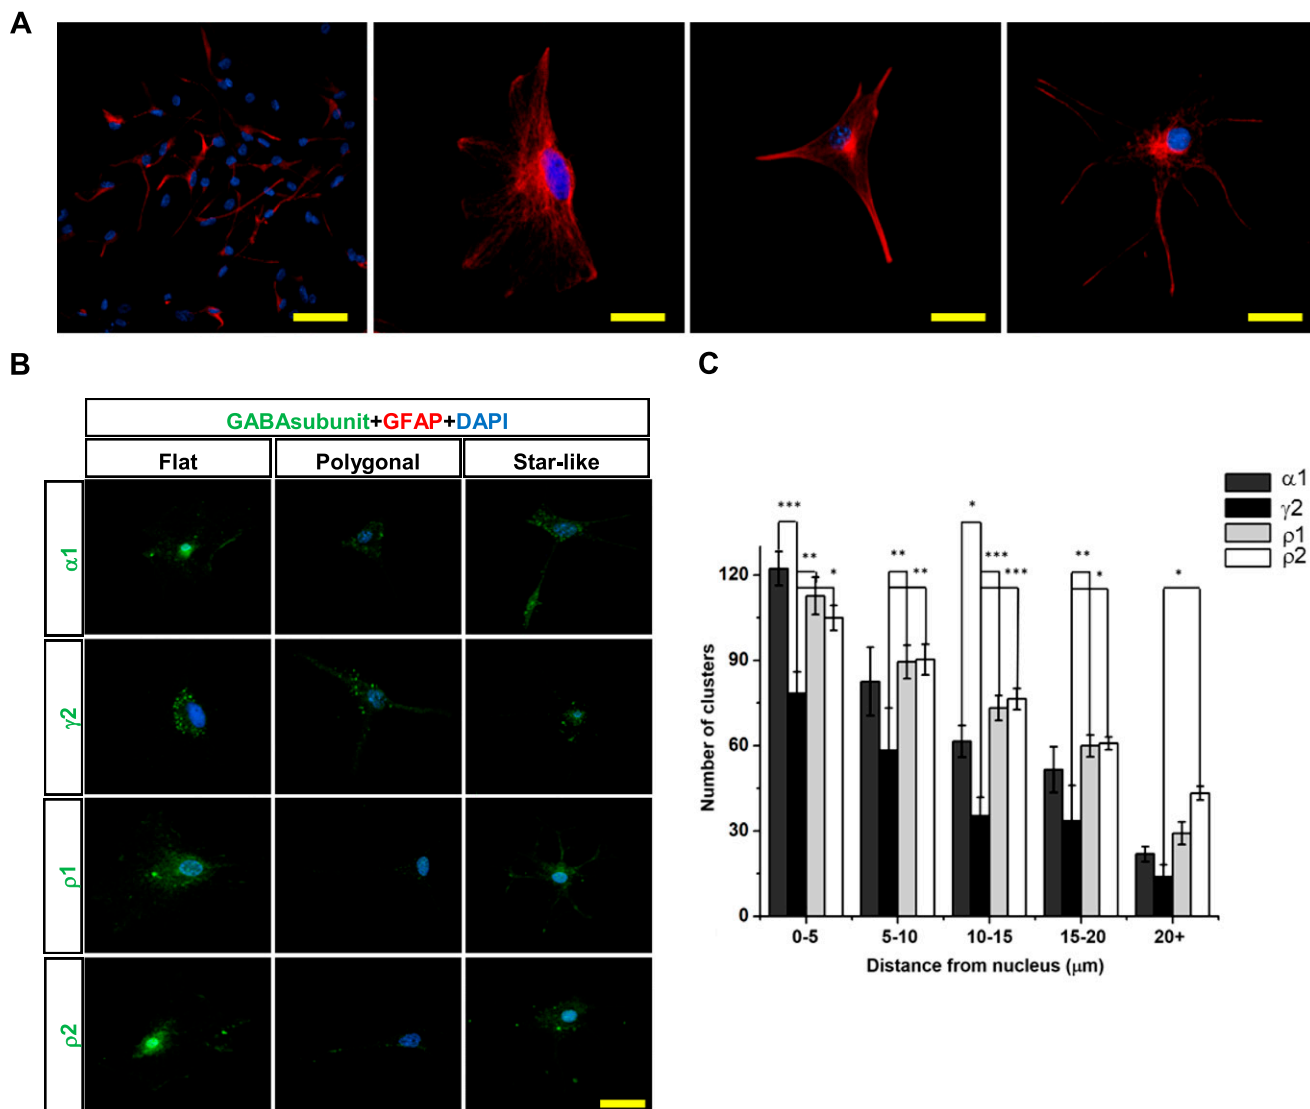 A
B
GABAsubunit+GFAP+DAPI
Flat Polygonal Star-like
α1
γ2
ρ1
ρ2
C
α1
γ2
ρ1
ρ2
*** ** * ** ** * *** *** ** * *
Number of clusters
120
90
60
30
0
0-5 5-10 10-15 15-20 20+
Distance from nucleus (μm)